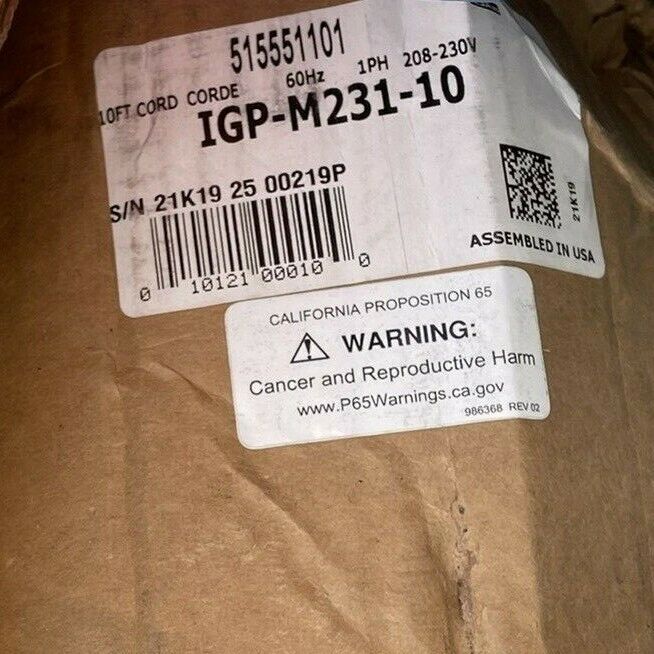 515551101
60Hz 1PH 208-230V
10FT CORD CORDE
IGP-M231-10
S/N 21K19 25 00219P
21K19
ASSEMBLED IN USA
0 10121 00010 0
CALIFORNIA PROPOSITION 65
WARNING:
Cancer and Reproductive Harm
www.P65Warnings.ca.gov
986368 REV 02